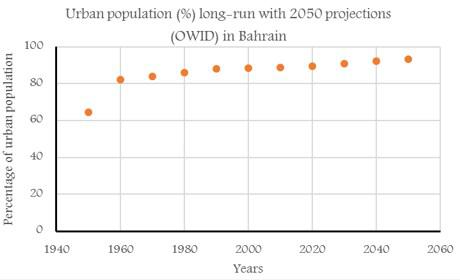 Urban population (%) long-run with 2050 projections
(OWID) in Bahrain
Percentage of urban population
100
80
60
40
20
0
1940 1960 1980 2000 2020 2040 2060
Years